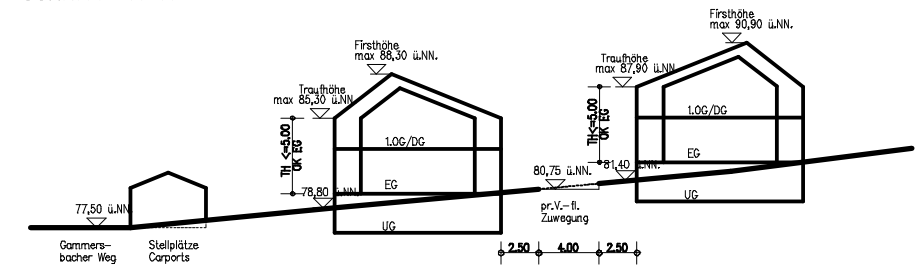 Firsthöhe
max 90,90 ü.NN.
Firsthöhe
max 88,30 ü.NN.
Traufhöhe
max 87,90 ü.NN
Traufhöhe
max 85,30 ü.NN
TH <=5.00
OK EG
1.OG/DG
EG
UG
TH<=5.00
OK EG
1.OG/DG
EG
UG
81,40 ü.NN.
80,75 ü.NN.
78,80 ü.NN.
77,50 ü.NN.
pr.V.-fl.
Zuwegung
Gammers-
bacher Weg
Stellplätze
Carports
2.50
4.00
2.50